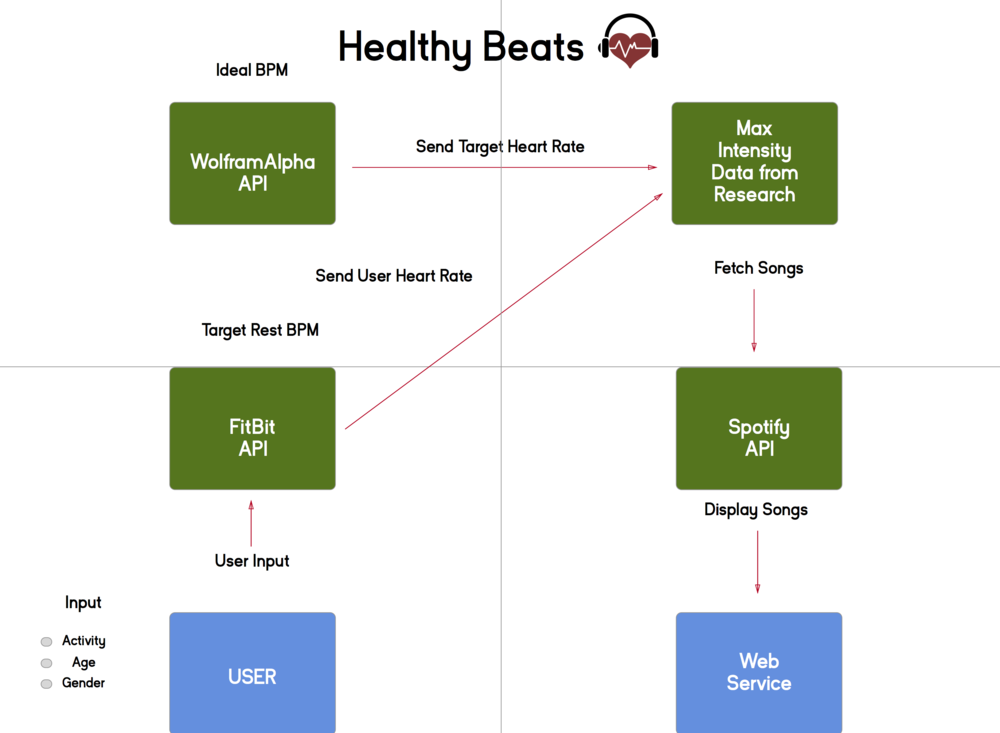 Healthy Beats
Ideal BPM
WolframAlpha
API
Send Target Heart Rate
Max
Intensity
Data from
Research
Send User Heart Rate
Fetch Songs
Target Rest BPM
FitBit
API
Spotify
API
Display Songs
User Input
Input
Activity
Age
Gender
USER
Web
Service